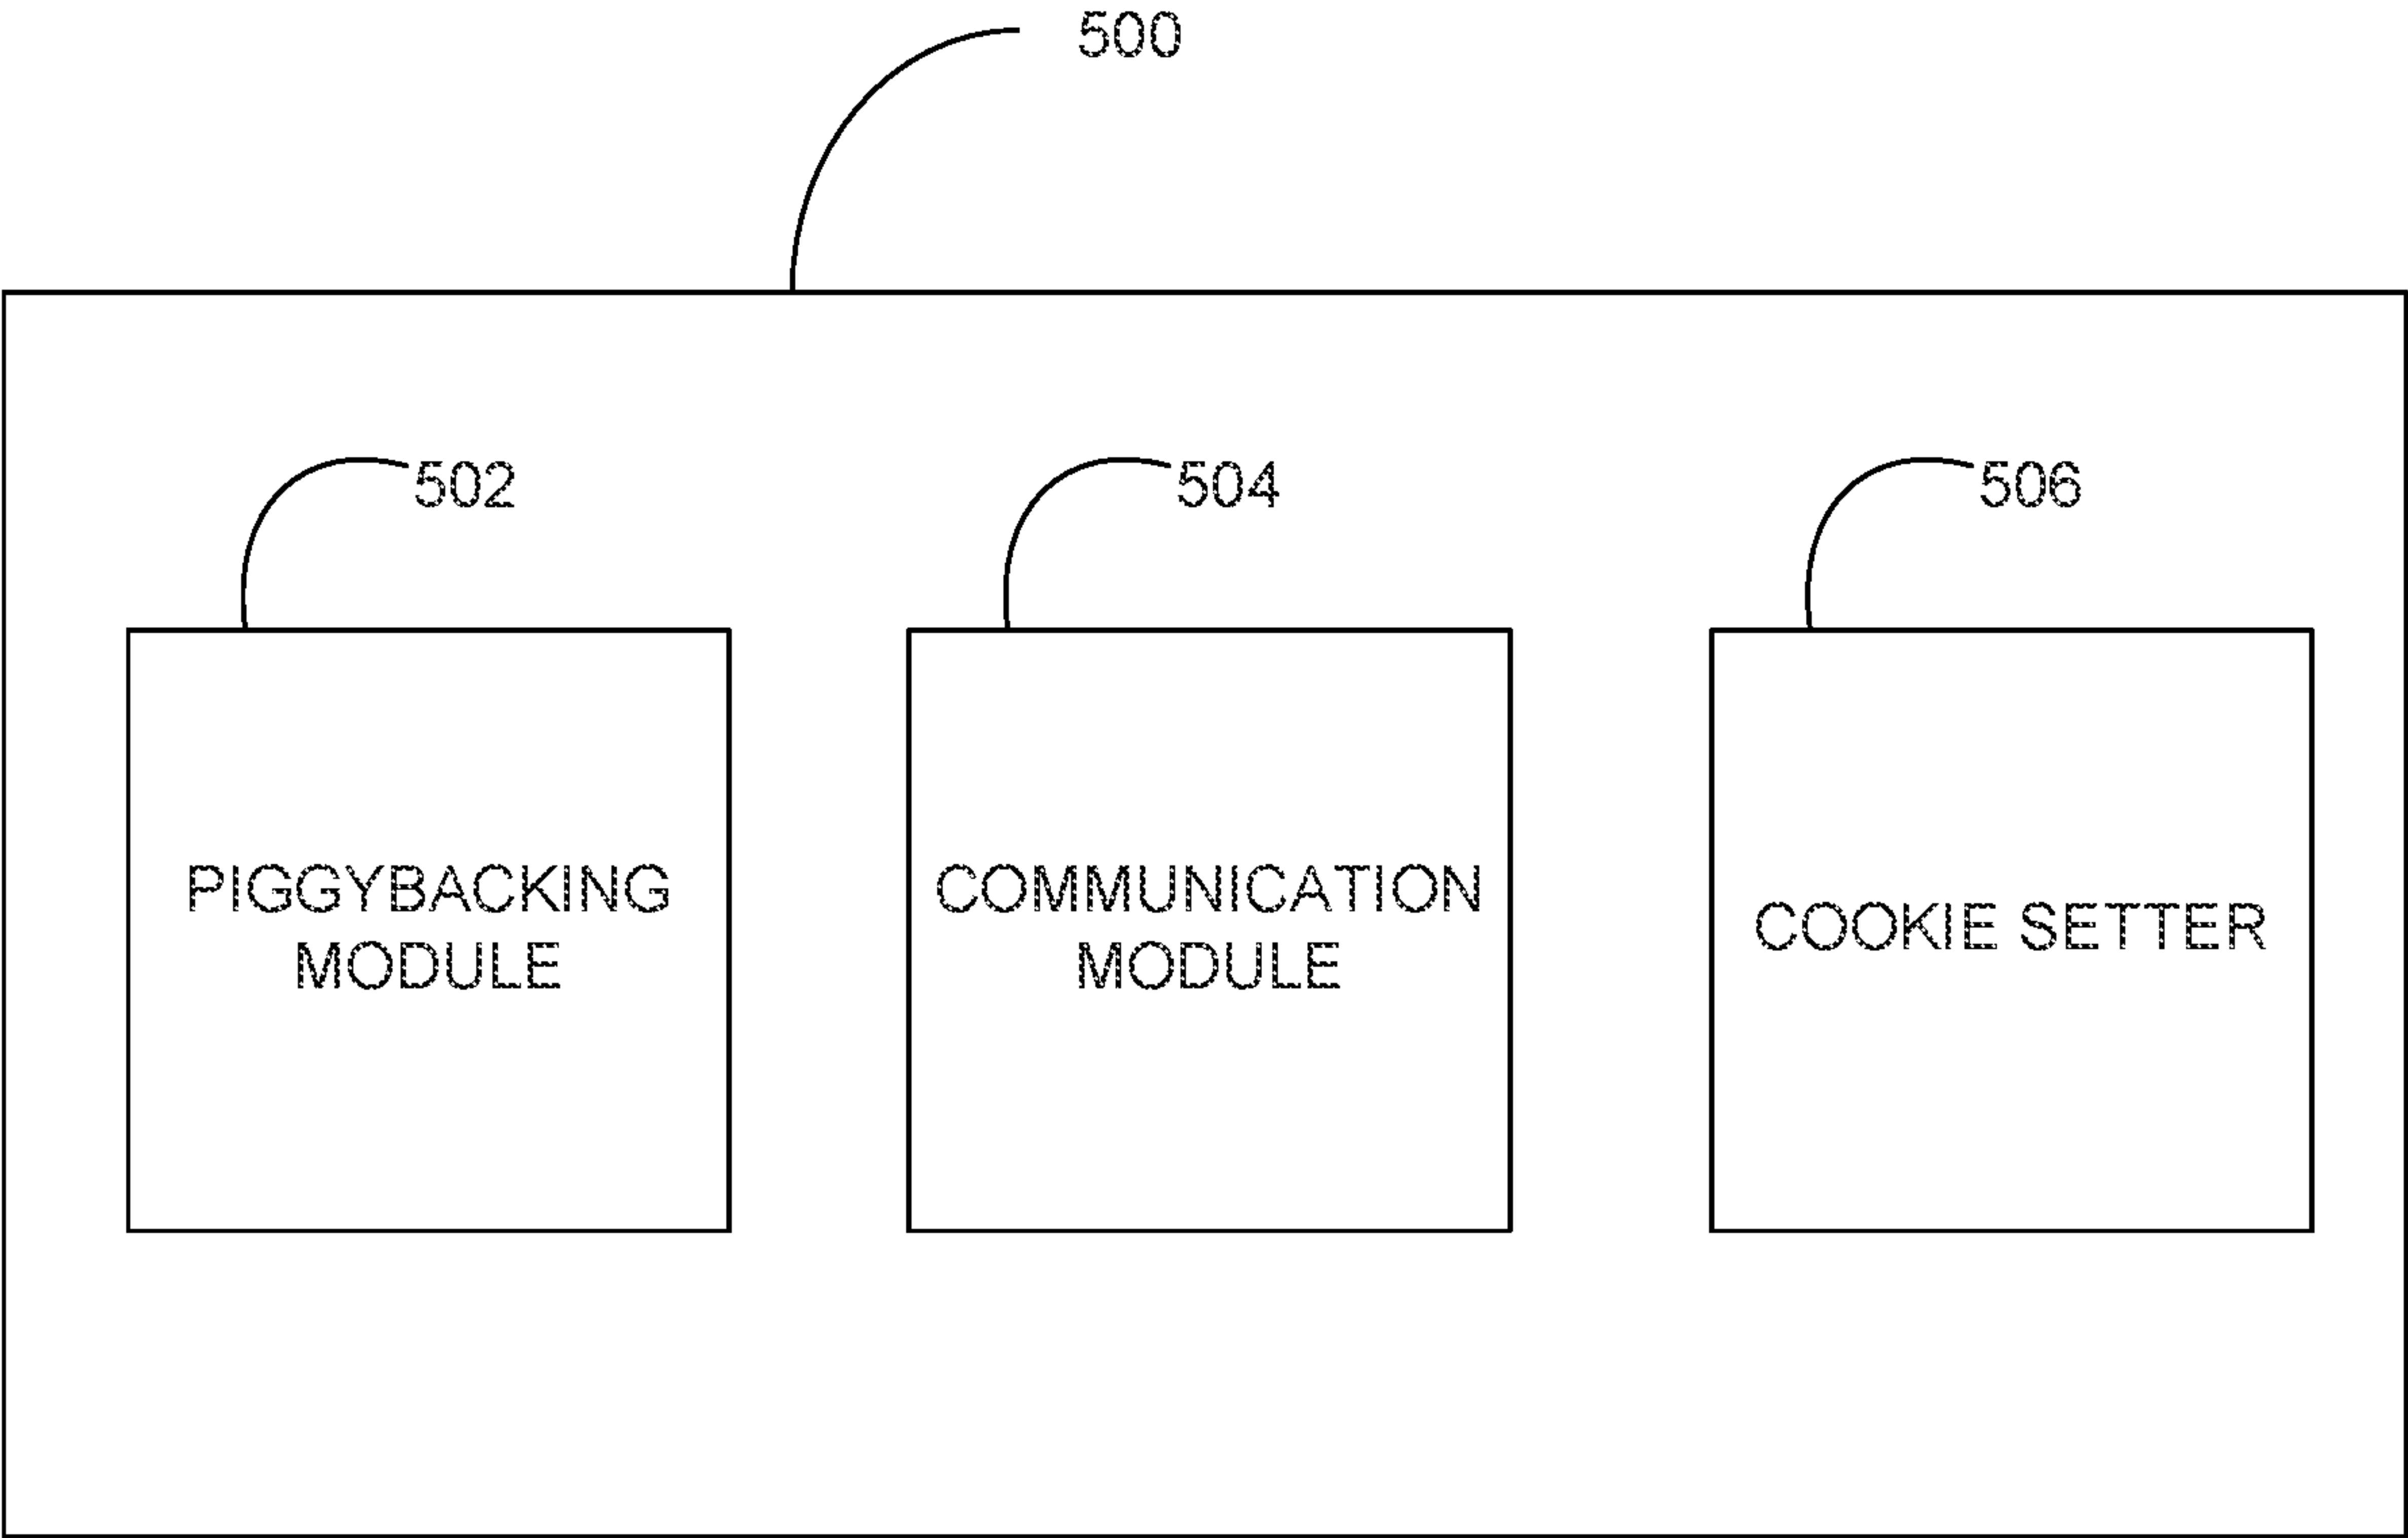 500
502
504
506
PIGGYBACKING
MODULE
COMMUNICATION
MODULE
COOKIE SETTER